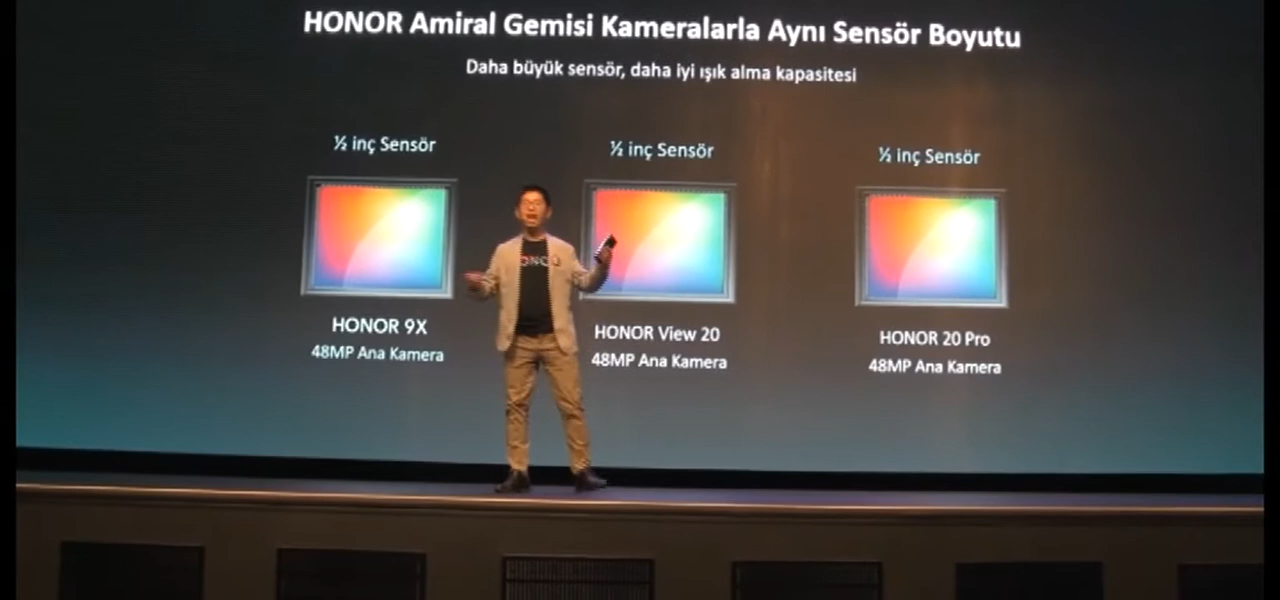 HONOR Amiral Gemisi Kameralarla Aynı Sensör Boyutu
Daha büyük sensör, daha iyi ışık alma kapasitesi
½ inç Sensör
½ inç Sensör
½ inç Sensör
HONOR 9X
48MP Ana Kamera
HONOR View 20
48MP Ana Kamera
HONOR 20 Pro
48MP Ana Kamera